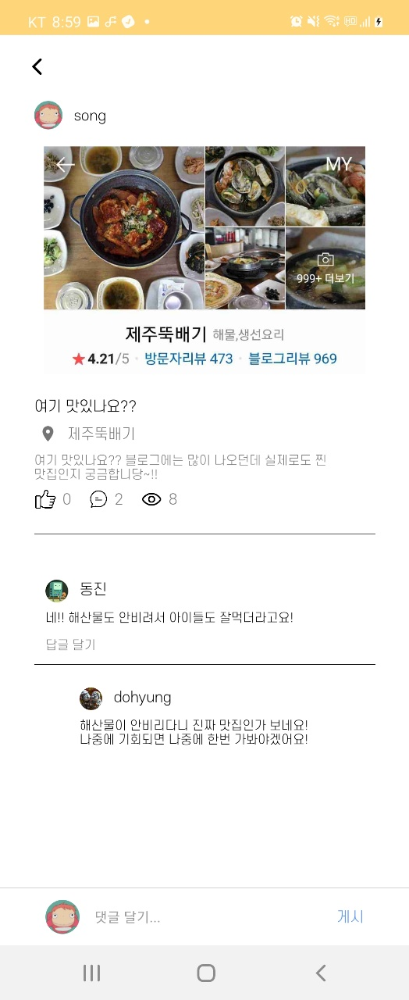 KT 8:59
HD
song
MY
999+ 더보기
제주뚝배기 해물,생선요리
4.21/5 · 방문자리뷰 473 · 블로그리뷰 969
여기 맛있나요??
제주뚝배기
여기 맛있나요?? 블로그에는 많이 나오던데 실제로도 찐
맛집인지 궁금합니당~!!
0 2 8
동진
네!! 해산물도 안비려서 아이들도 잘먹더라고요!
답글 달기
dohyung
해산물이 안비리다니 진짜 맛집인가 보네요!
나중에 기회되면 나중에 한번 가봐야겠어요!
댓글 달기...
게시